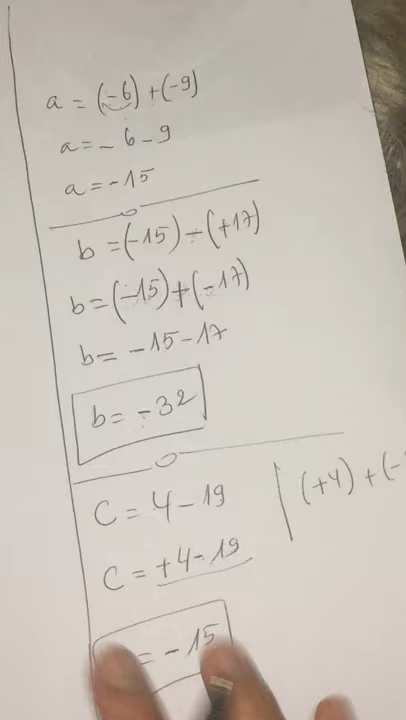 a = (-6) + (-9)
a = - 6 - 9
a = -15
b = (-15) - (+17)
b = (-15) + (-17)
b = -15 - 17
b = -32
C = 4 - 19
C = +4 - 19
(+4) + (-
= -15